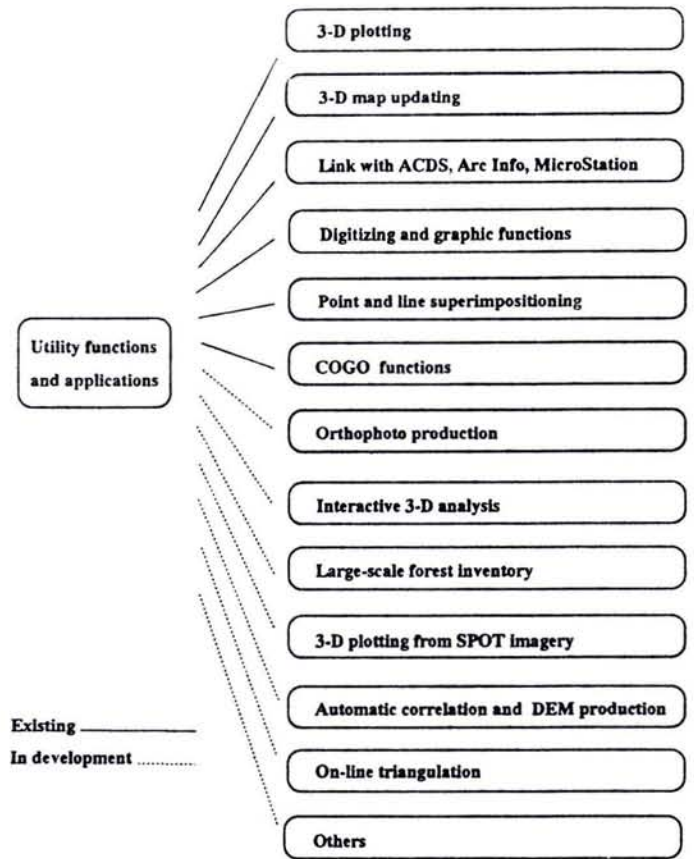 3-D plotting
3-D map updating
Link with ACDS, Arc Info, MicroStation
Digitizing and graphic functions
Point and line superimpositioning
Utility functions
and applications
COGO functions
Orthophoto production
Interactive 3-D analysis
Large-scale forest inventory
3-D plotting from SPOT imagery
Automatic correlation and DEM production
On-line triangulation
Others
Existing
In development